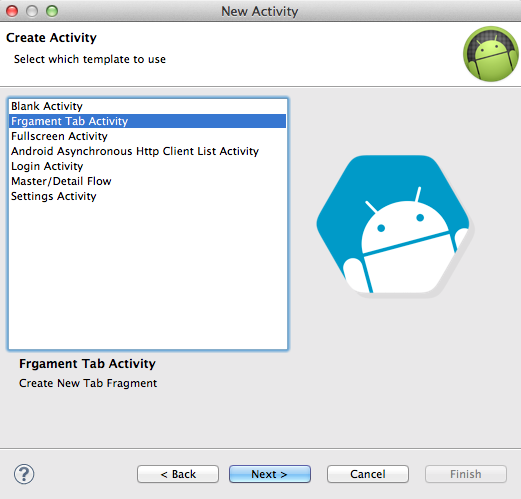 New Activity
Create Activity
Select which template to use
Blank Activity
Frgament Tab Activity
Fullscreen Activity
Android Asynchronous Http Client List Activity
Login Activity
Master/Detail Flow
Settings Activity
Frgament Tab Activity
Create New Tab Fragment
?
< Back
Next >
Cancel
Finish